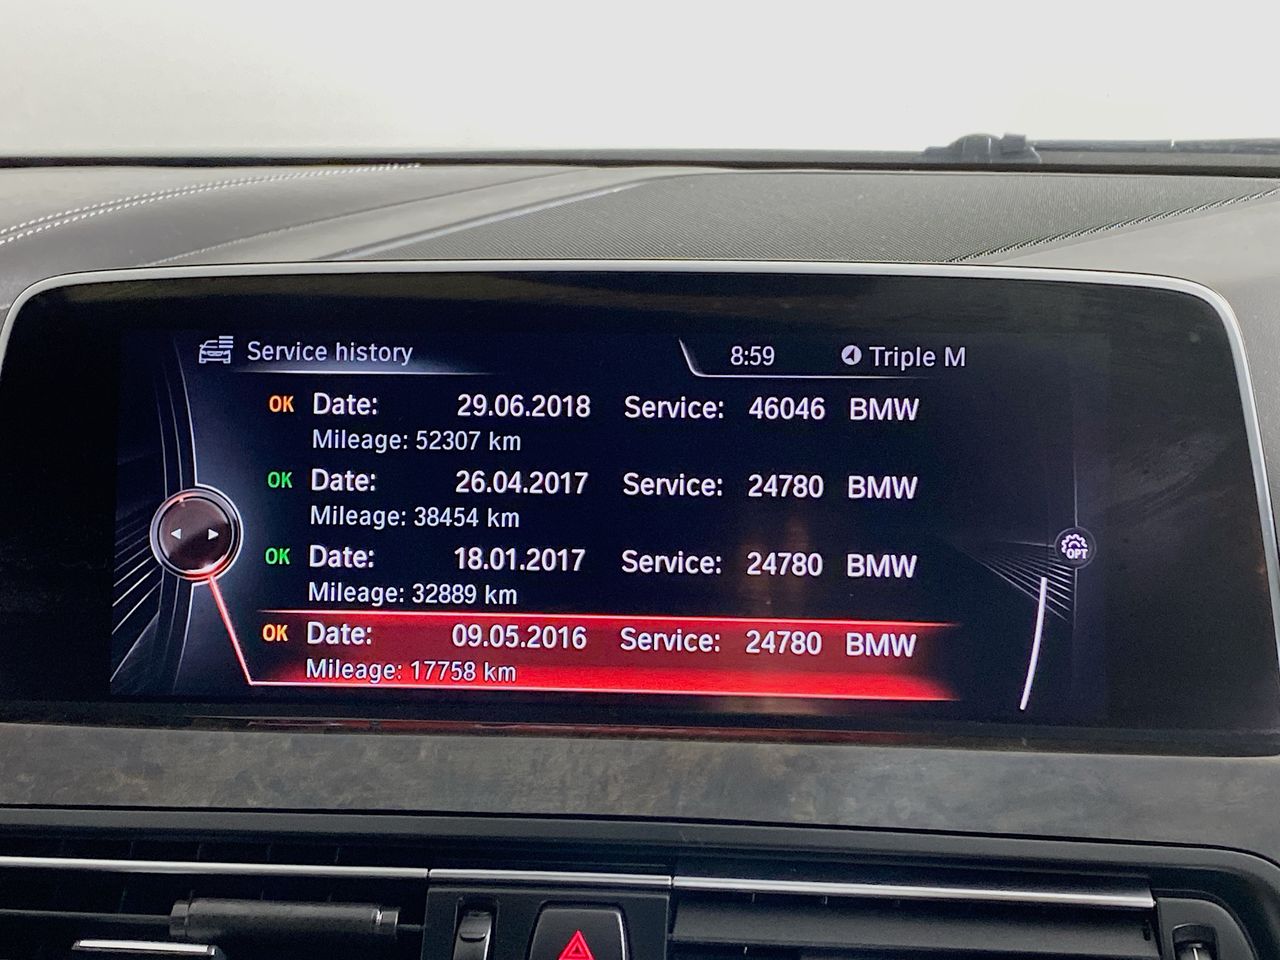 Service history 8:59 Triple M
OK Date: 29.06.2018 Service: 46046 BMW
Mileage: 52307 km
OK Date: 26.04.2017 Service: 24780 BMW
Mileage: 38454 km
OK Date: 18.01.2017 Service: 24780 BMW
Mileage: 32889 km
OPT
OK Date: 09.05.2016 Service: 24780 BMW
Mileage: 17758 km